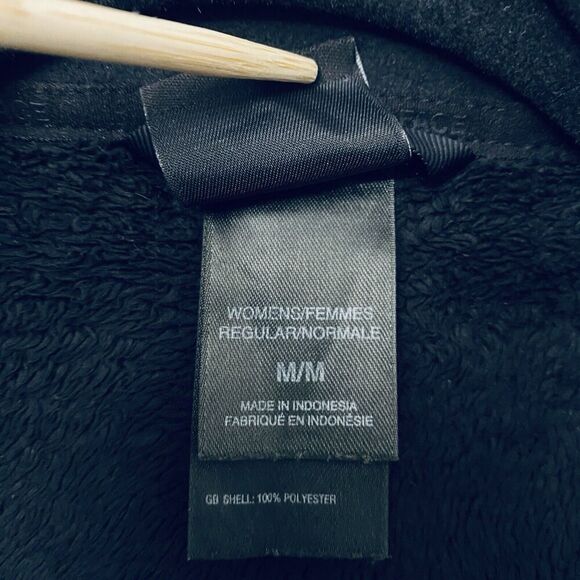 WOMENS/FEMMES
REGULAR/NORMALE
M/M
MADE IN INDONESIA
FABRIQUÉ EN INDONÉSIE
GB SHELL: 100% POLYESTER